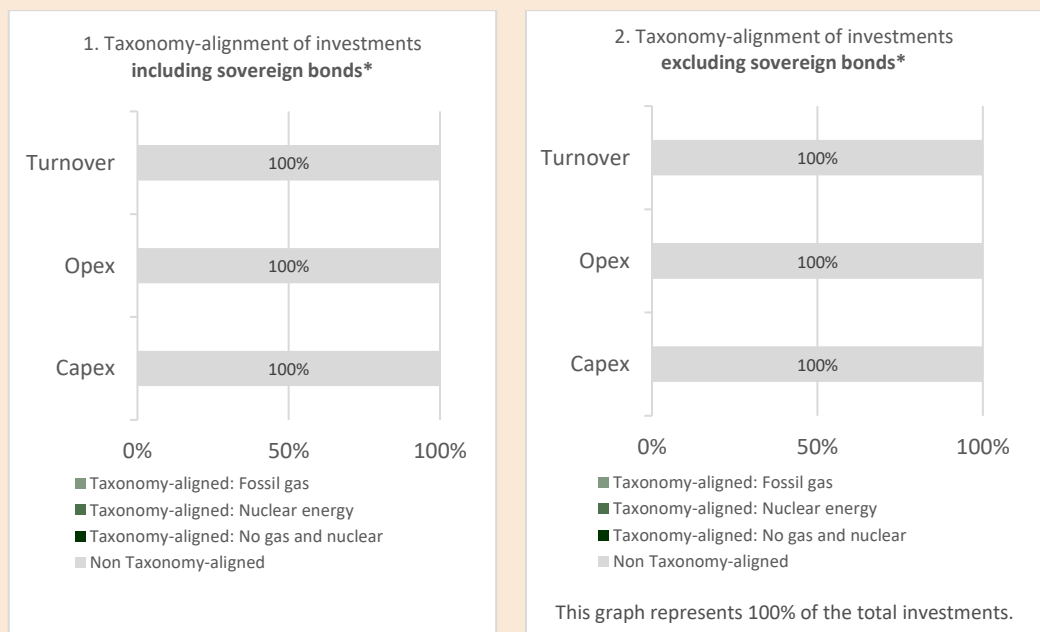 1. Taxonomy-alignment of investments
including sovereign bonds*
Turnover
100%
Opex
100%
Capex
100%
0%
50%
100%
Taxonomy-aligned: Fossil gas
Taxonomy-aligned: Nuclear energy
Taxonomy-aligned: No gas and nuclear
Non Taxonomy-aligned
2. Taxonomy-alignment of investments
excluding sovereign bonds*
Turnover
100%
Opex
100%
Capex
100%
0%
50%
100%
Taxonomy-aligned: Fossil gas
Taxonomy-aligned: Nuclear energy
Taxonomy-aligned: No gas and nuclear
Non Taxonomy-aligned
This graph represents 100% of the total investments.